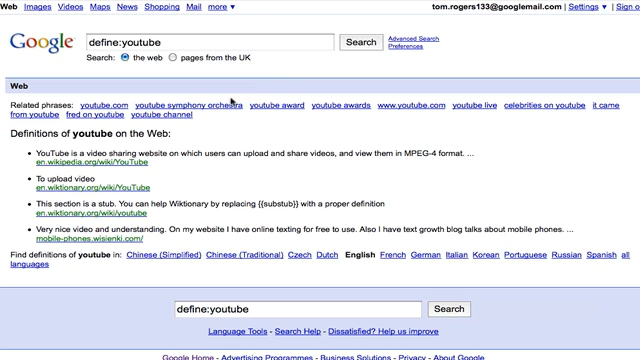 Web Images Videos Maps News Shopping Mail more ▼ tom.rogers133@googlemail.com | Settings ▼ | Sign o
Google define:youtube Search Advanced Search
Preferences
Search: the web pages from the UK
Web
Related phrases: youtube.com youtube symphony orchestra youtube award youtube awards www.youtube.com youtube live celebrities on youtube it came
from youtube fred on youtube youtube channel
Definitions of youtube on the Web:
• YouTube is a video sharing website on which users can upload and share videos, and view them in MPEG-4 format. ...
en.wikipedia.org/wiki/YouTube
• To upload video
en.wiktionary.org/wiki/YouTube
• This section is a stub. You can help Wiktionary by replacing {{substub}} with a proper definition
en.wiktionary.org/wiki/youtube
• Very nice video and understanding. On my website I have online texting for free to use. Also I have text growth blog talks about mobile phones. ...
mobile-phones.wisienki.com/
Find definitions of youtube in: Chinese (Simplified) Chinese (Traditional) Czech Dutch English French German Italian Korean Portuguese Russian Spanish all
languages
define:youtube Search
Language Tools - Search Help - Dissatisfied? Help us improve
Google Home - Advertising Programmes - Business Solutions - Privacy - About Google